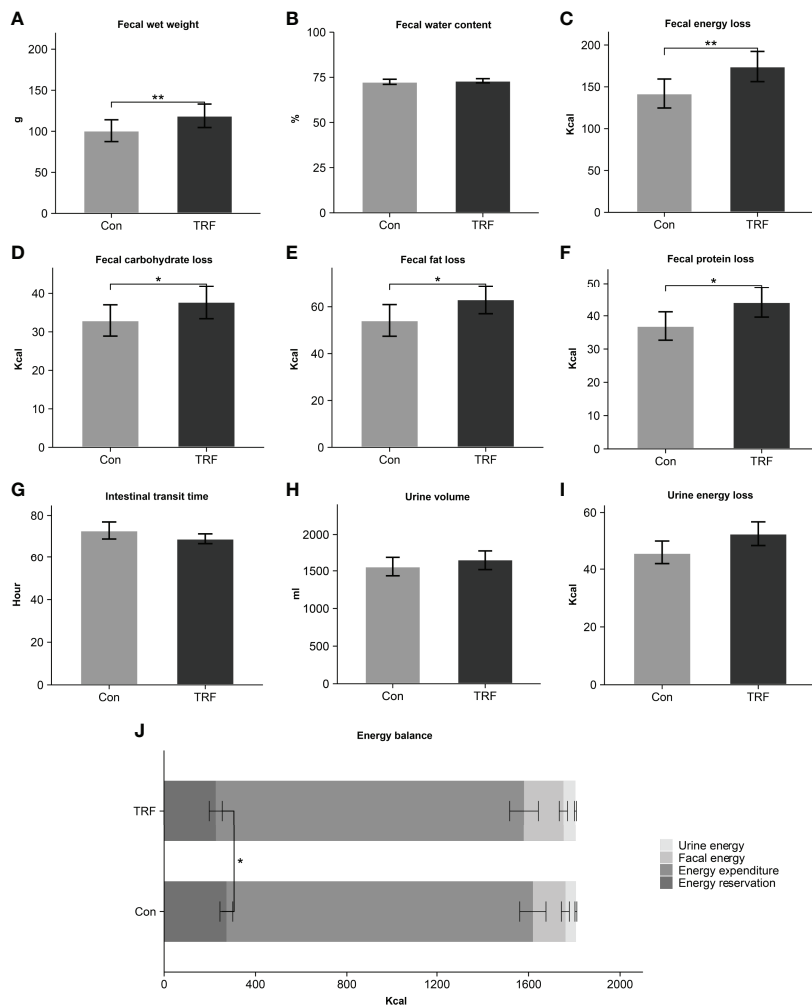 A
Fecal wet weight
200
150
100
50
0
g
**
Con
TRF
B
Fecal water content
100
75
50
25
0
%
Con
TRF
C
Fecal energy loss
200
150
100
50
0
Kcal
**
Con
TRF
D
Fecal carbohydrate loss
40
30
20
10
0
Kcal
*
Con
TRF
E
Fecal fat loss
60
40
20
0
Kcal
*
Con
TRF
F
Fecal protein loss
50
40
30
20
10
0
Kcal
*
Con
TRF
G
Intestinal transit time
80
60
40
20
0
Hour
Con
TRF
H
Urine volume
2000
1500
1000
500
0
ml
Con
TRF
I
Urine energy loss
60
40
20
0
Kcal
Con
TRF
J
Energy balance
TRF
*
Con
0
400
800
1200
1600
2000
Kcal
Urine energy
Facal energy
Energy expenditure
Energy reservation